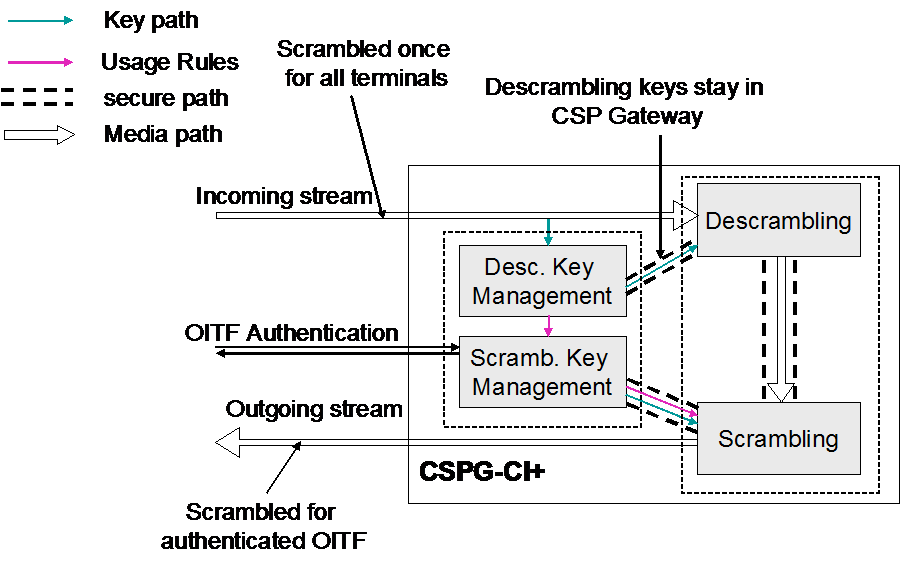 Key path
Usage Rules
secure path
Media path
Scrambled once
for all terminals
Descrambling keys stay in
CSP Gateway
Incoming stream
Descrambling
Desc. Key
Management
OITF Authentication
Scramb. Key
Management
Outgoing stream
Scrambling
CSPG-CI+
Scrambled for
authenticated OITF